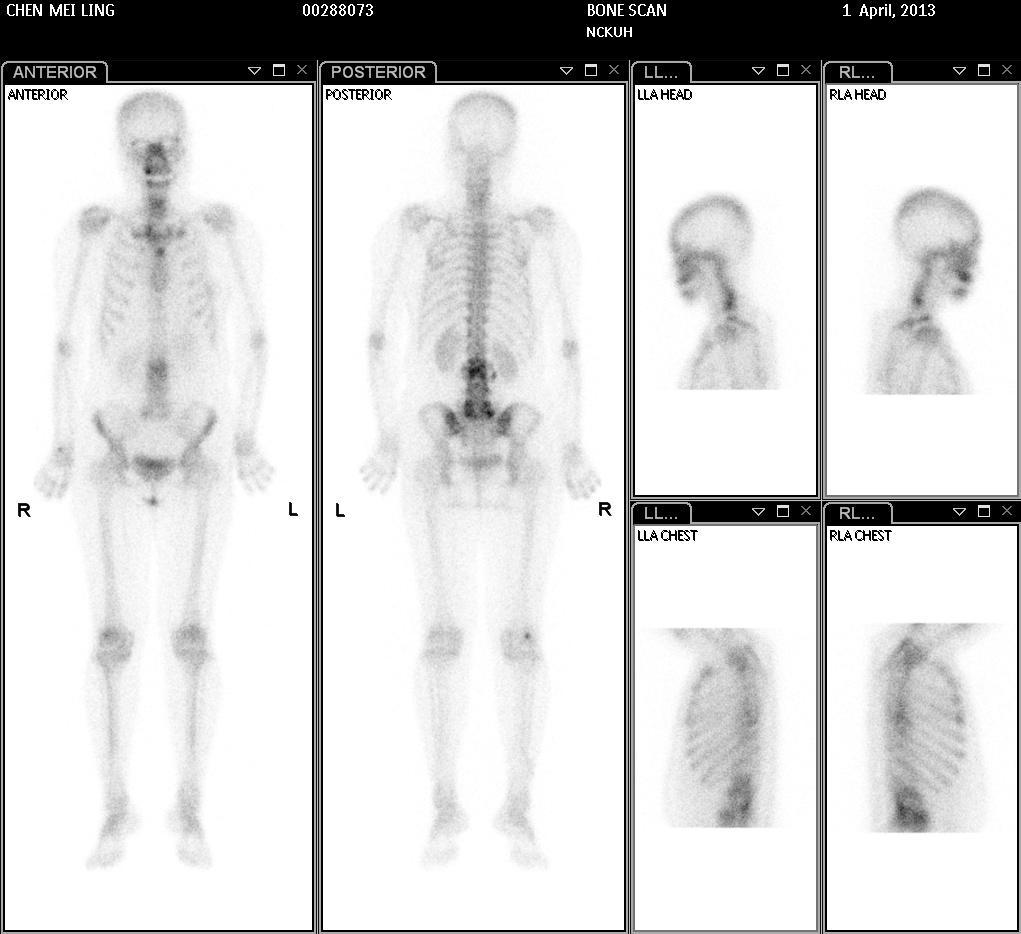 CHEN MEI LING 00288073 BONE SCAN 1 April, 2013
NCKUH
ANTERIOR POSTERIOR LL... RL...
ANTERIOR POSTERIOR LLA HEAD RLA HEAD
R L L R
LL... RL...
LLA CHEST RLA CHEST